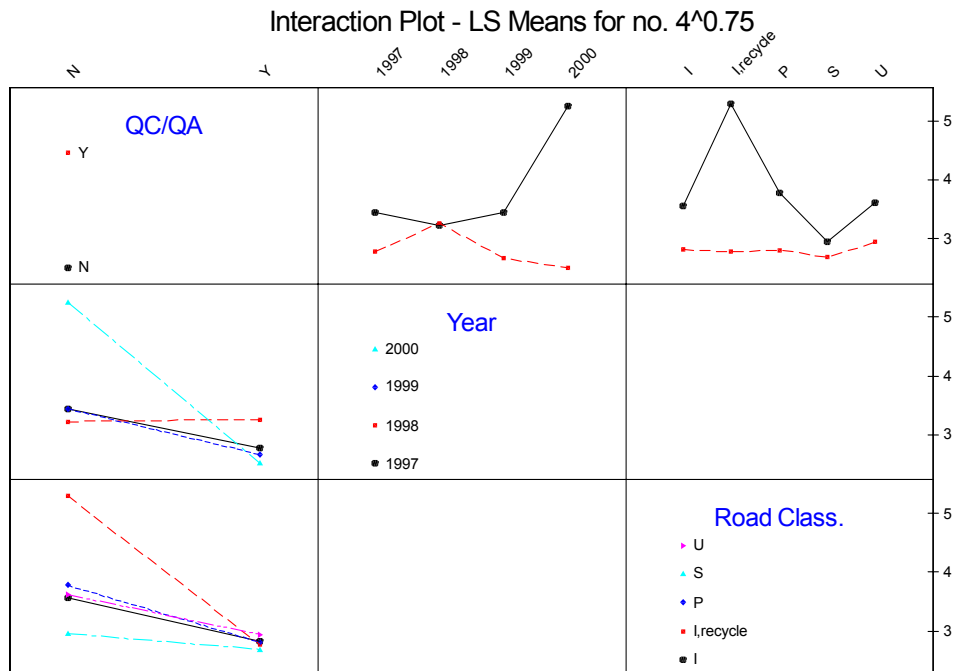 Interaction Plot - LS Means for no. 4^0.75
N Y 1997 1998 1999 2000 I I,recycle P S U
QC/QA
Y
N
5
4
3
Year
2000
1999
1998
1997
5
4
3
Road Class.
U
S
P
I,recycle
I
5
4
3